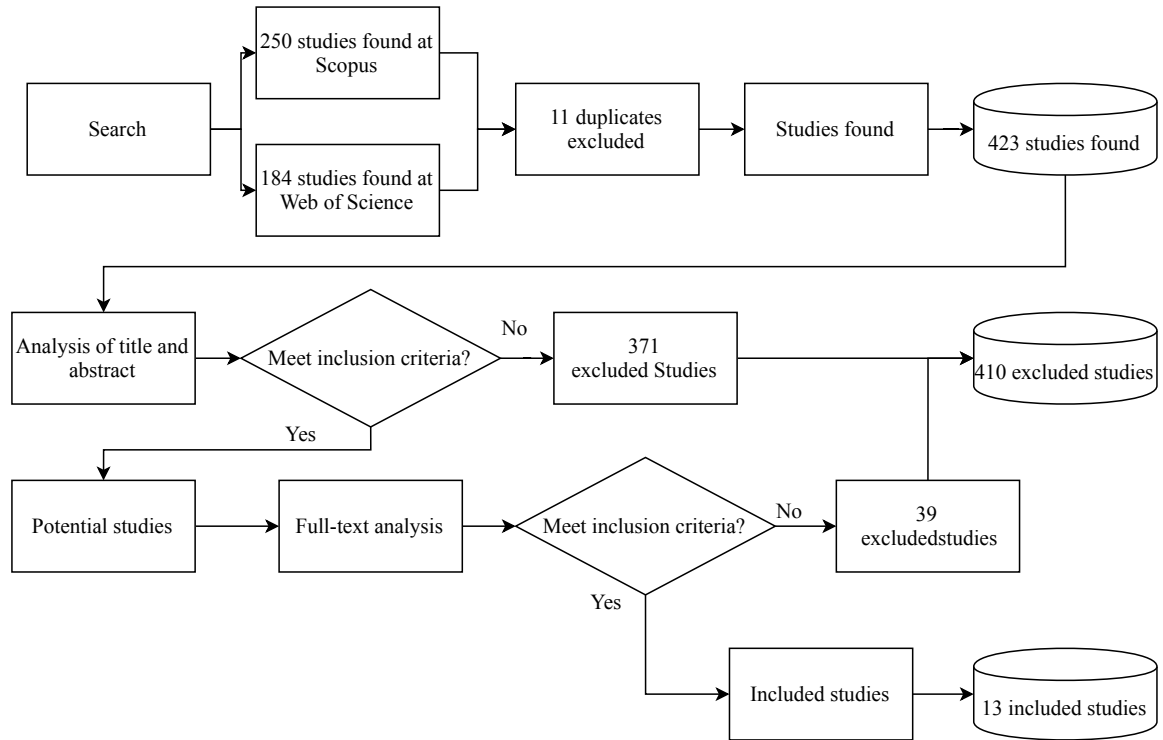 250 studies found at
Scopus
Search
184 studies found at
Web of Science
11 duplicates
excluded
Studies found
423 studies found
Analysis of title and
abstract
Meet inclusion criteria?
No
371
excluded Studies
410 excluded studies
Yes
Potential studies
Full-text analysis
Meet inclusion criteria?
No
39
excludedstudies
Yes
Included studies
13 included studies